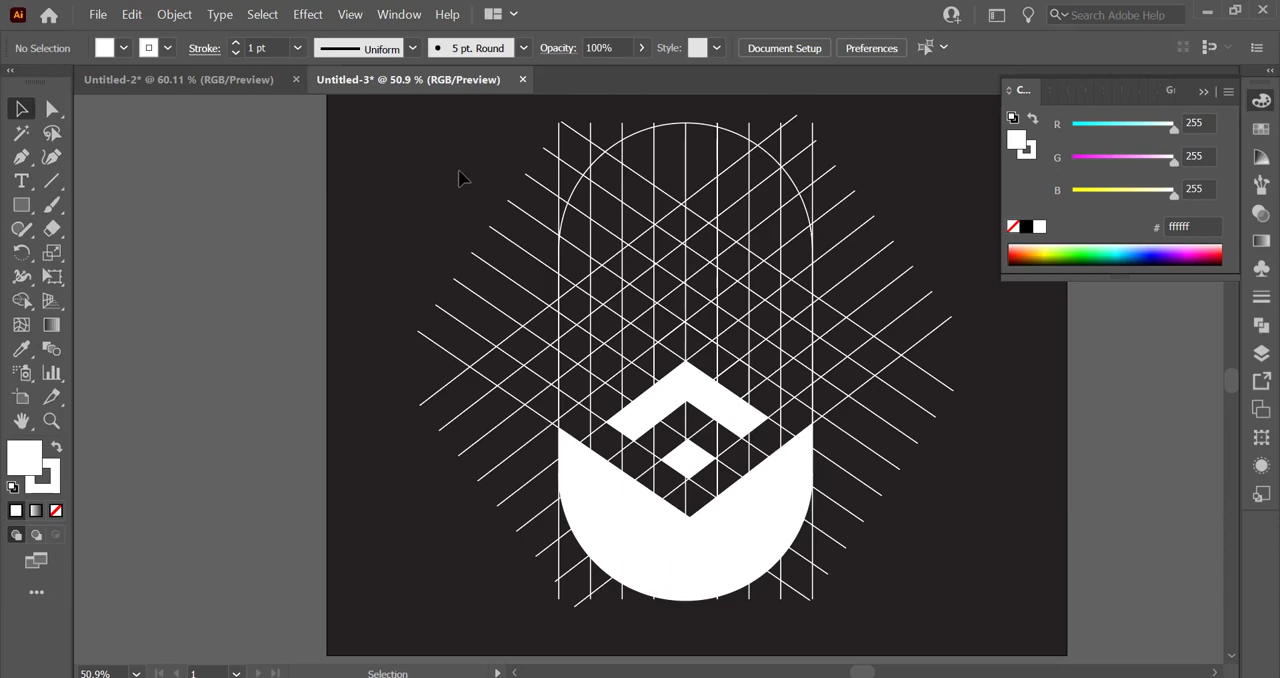 Ai File Edit Object Type Select Effect View Window Help Search Adobe Help
No Selection Stroke: 1 pt Uniform 5 pt. Round Opacity: 100% Style: Document Setup Preferences
Untitled-2* @ 60.11 % (RGB/Preview) Untitled-3* @ 50.9 % (RGB/Preview)
C...
R 255
G 255
B 255
# ffffff
50.9% 1 Selection